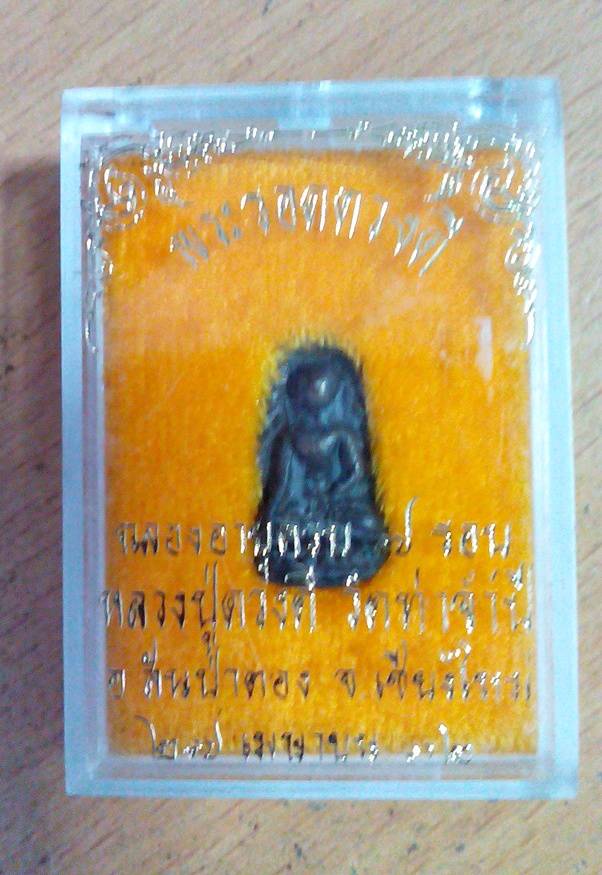 พระรอดดวงดี
ฉลองอายุครบ ๗ รอบ
หลวงปู่ดวงดี วัดท่าจำปี
อ สันป่าตอง จ เชียงใหม่
เมษายน